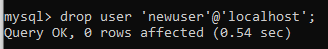 mysql> drop user 'newuser'@'localhost';
Query OK, 0 rows affected (0.54 sec)